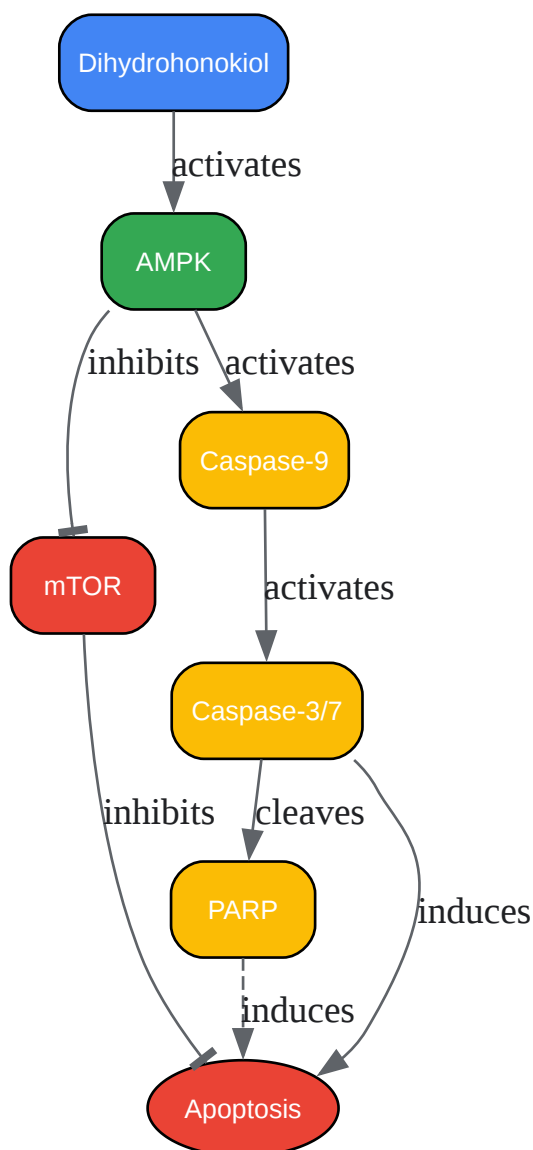 Dihydrohonokiol
activates
AMPK
inhibits
activates
Caspase-9
mTOR
activates
Caspase-3/7
inhibits
cleaves
PARP
induces
induces
Apoptosis